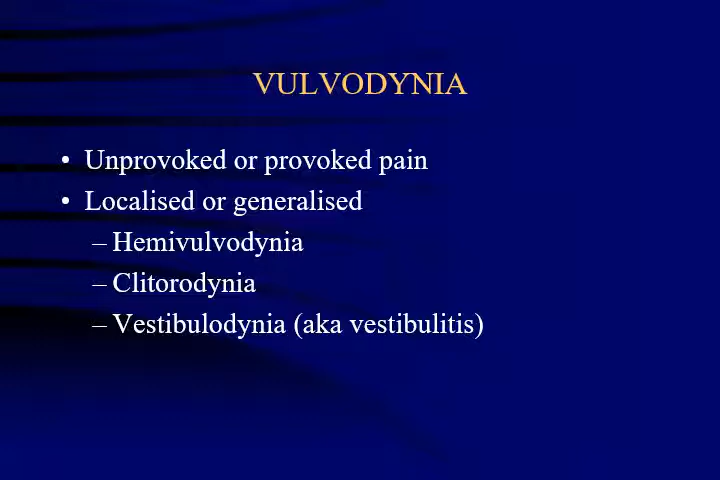 VULVODYNIA
• Unprovoked or provoked pain
• Localised or generalised
– Hemivulvodynia
– Clitorodynia
– Vestibulodynia (aka vestibulitis)